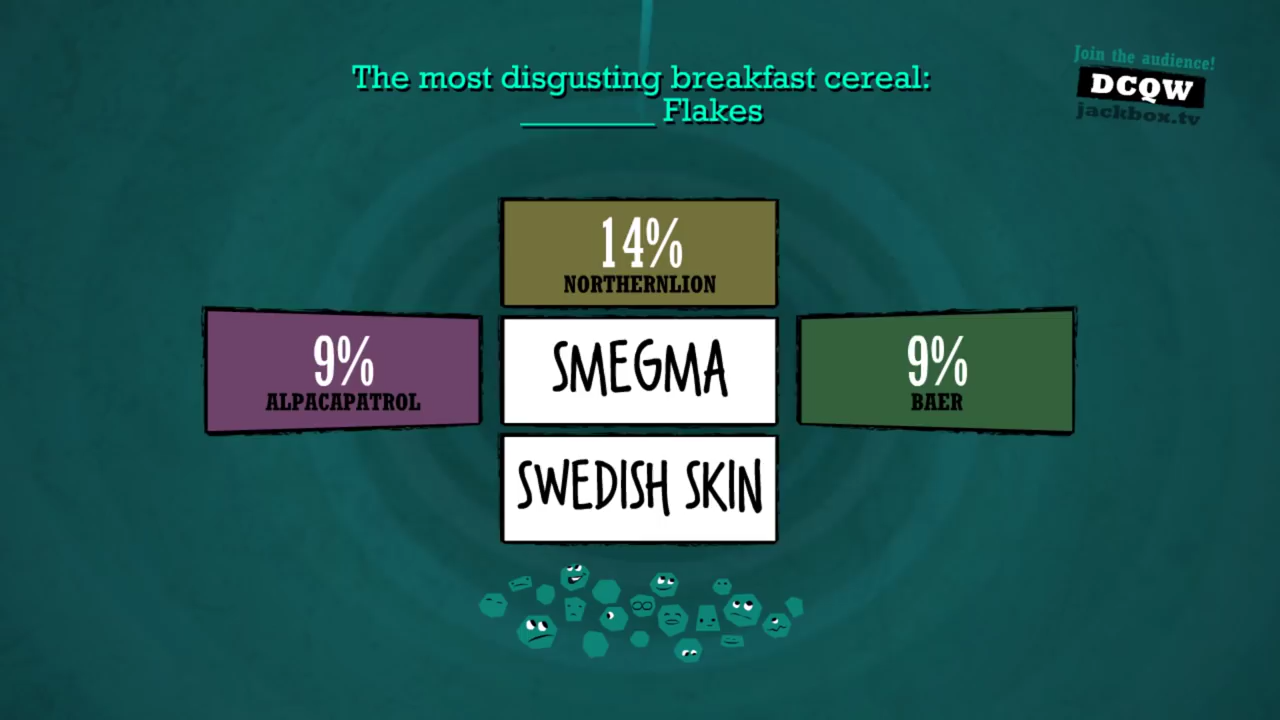 The most disgusting breakfast cereal:
_________ Flakes
Join the audience!
DCQW
jackbox.tv
14%
NORTHERNLION
9%
ALPACAPATROL
SMEGMA
9%
BAER
SWEDISH SKIN